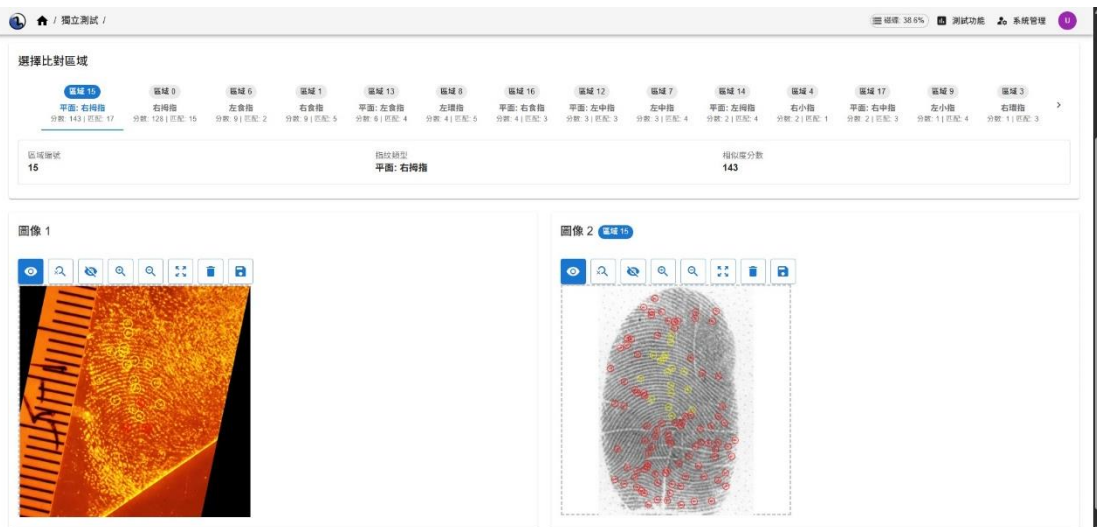 / 獨立測試 /
磁碟: 38.6%
測試功能
系統管理
U
選擇比對區域
區域 15
平面: 右拇指
分數: 143 | 匹配: 17
區域 0
右拇指
分數: 128 | 匹配: 15
區域 6
左食指
分數: 9 | 匹配: 2
區域 1
右食指
分數: 9 | 匹配: 5
區域 13
平面: 左食指
分數: 6 | 匹配: 4
區域 8
左環指
分數: 4 | 匹配: 5
區域 16
平面: 右食指
分數: 4 | 匹配: 3
區域 12
平面: 左中指
分數: 3 | 匹配: 3
區域 7
左中指
分數: 3 | 匹配: 4
區域 14
平面: 左拇指
分數: 2 | 匹配: 4
區域 4
右小指
分數: 2 | 匹配: 1
區域 17
平面: 右中指
分數: 2 | 匹配: 3
區域 9
左小指
分數: 1 | 匹配: 4
區域 3
右環指
分數: 1 | 匹配: 3
區域編號
15
指紋類型
平面: 右拇指
相似度分數
143
圖像 1
圖像 2
區域 15